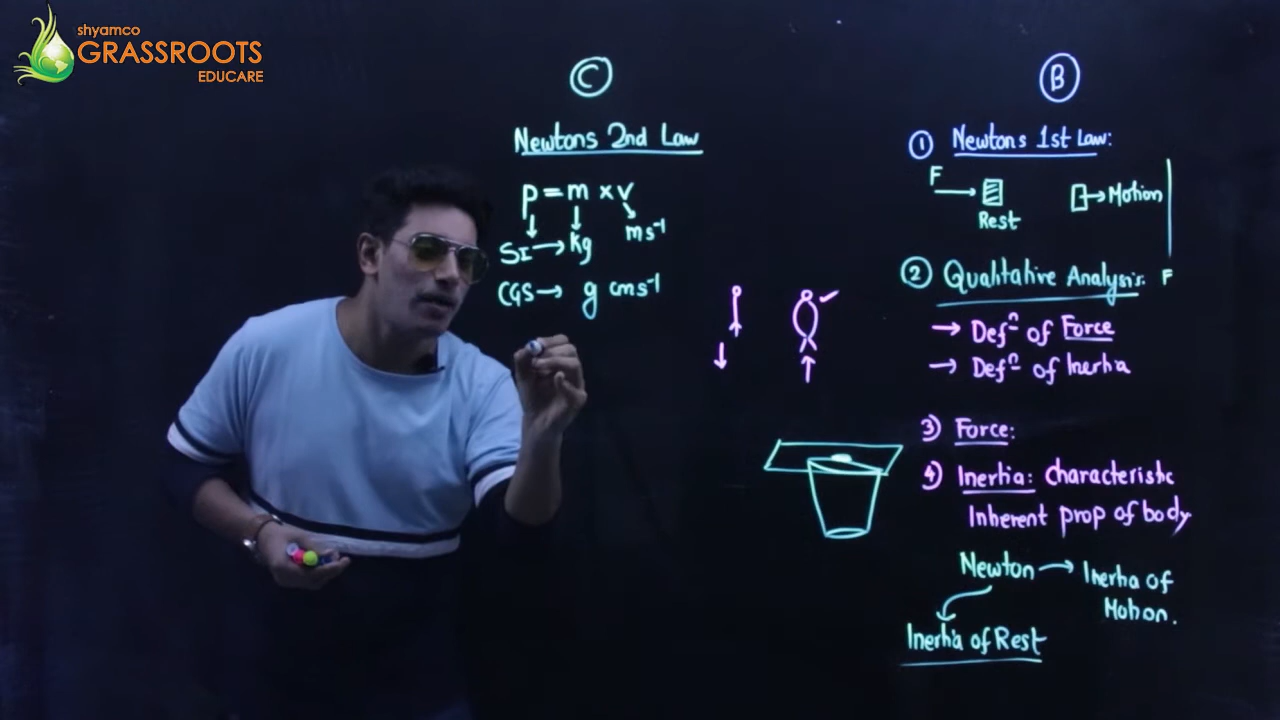 shyamco
GRASSROOTS
EDUCARE
C
Newtons 2nd Law
p = m x v
SI → kg ms⁻¹
CGS → g cms⁻¹
B
1 Newtons 1st Law:
F
Rest
Motion
2 Qualitative Analysis: F
→ Defⁿ of Force
→ Defⁿ of Inertia
3) Force:
4) Inertia: characteristic
Inherent prop of body
Newton → Inertia of
Motion.
Inertia of Rest